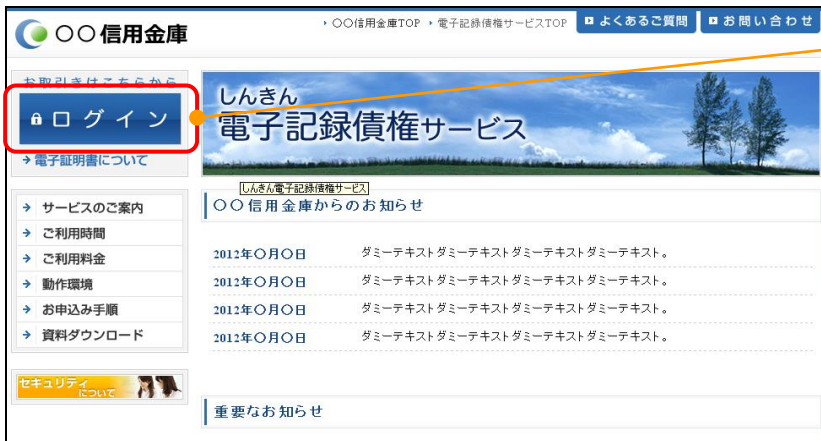 〇〇信用金庫
〇〇信用金庫TOP 電子記録債権サービスTOP よくあるご質問 お問い合わせ
お取引きはこちらから
ログイン
電子証明書について
しんきん
電子記録債権サービス
しんきん電子記録債権サービス
サービスのご案内
ご利用時間
ご利用料金
動作環境
お申込み手順
資料ダウンロード
セキュリティ
について
〇〇信用金庫からのお知らせ
2012年〇月〇日 ダミーテキストダミーテキストダミーテキストダミーテキスト。
2012年〇月〇日 ダミーテキストダミーテキストダミーテキストダミーテキスト。
2012年〇月〇日 ダミーテキストダミーテキストダミーテキストダミーテキスト。
2012年〇月〇日 ダミーテキストダミーテキストダミーテキストダミーテキスト。
重要なお知らせ